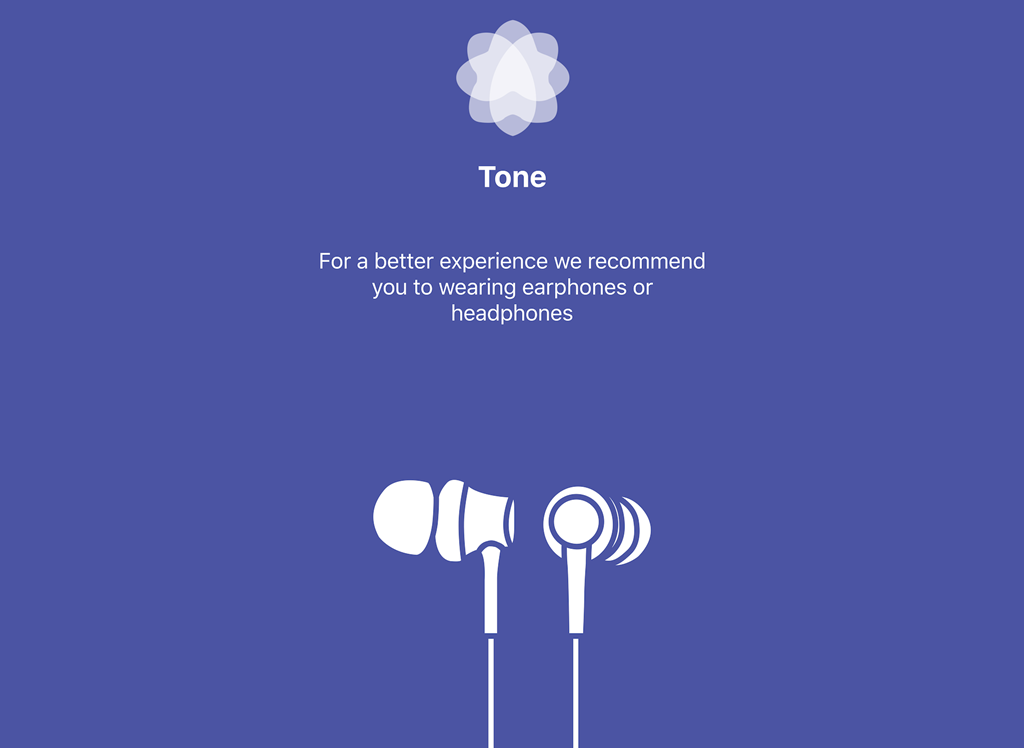 Tone
For a better experience we recommend
you to wearing earphones or
headphones